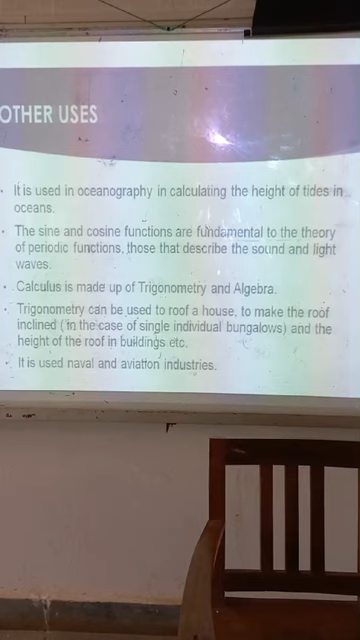 OTHER USES
• It is used in oceanography in calculating the height of tides in
oceans.
• The sine and cosine functions are fundamental to the theory
of periodic functions, those that describe the sound and light
waves.
• Calculus is made up of Trigonometry and Algebra.
• Trigonometry can be used to roof a house, to make the roof
inclined ( in the case of single individual bungalows) and the
height of the roof in buildings etc.
• It is used naval and aviation industries.